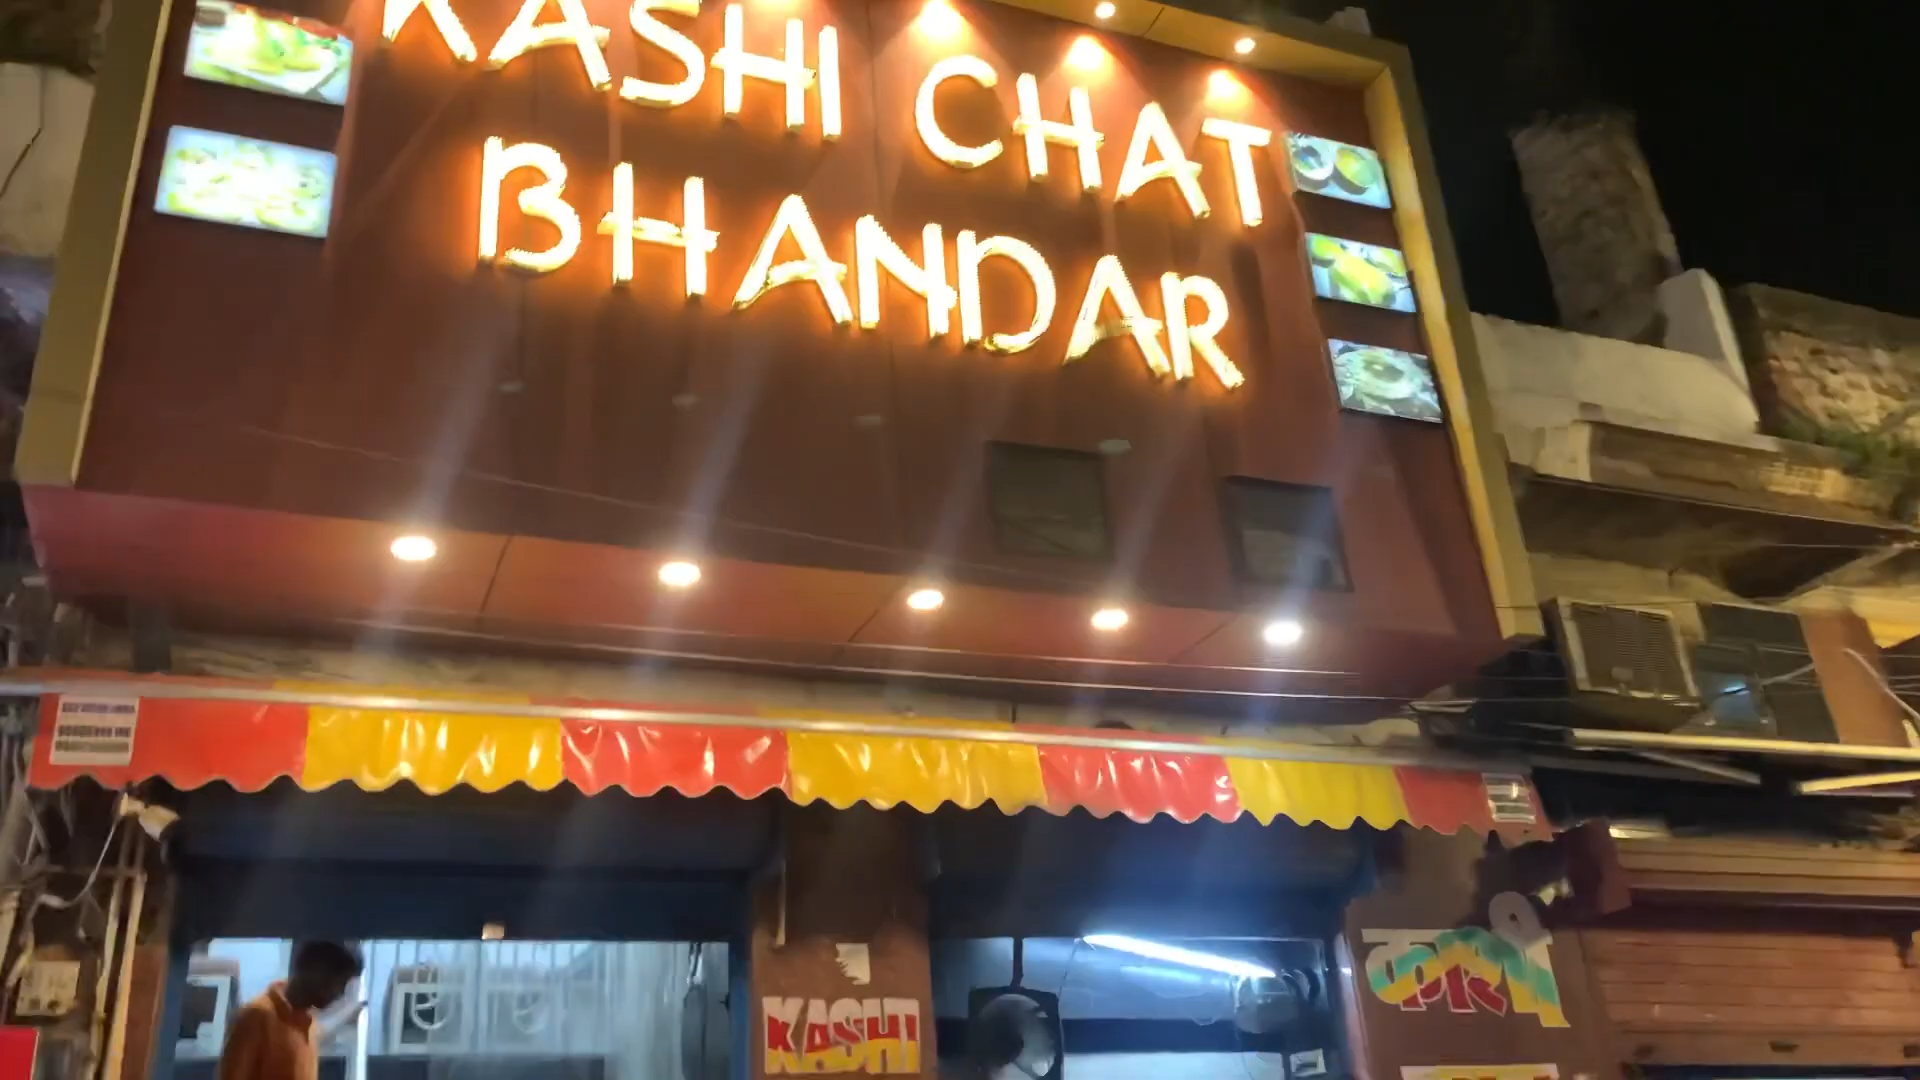 KASHI CHAT
BHANDAR
KASHI
काशी